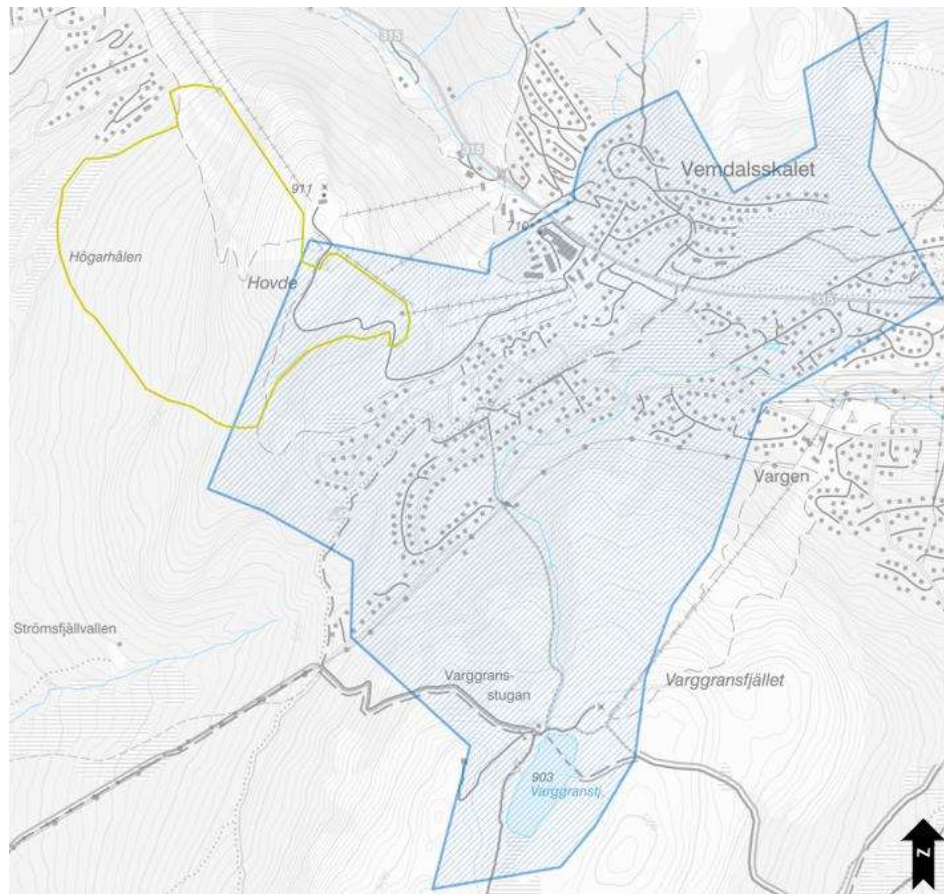 315
315
Vemdalsskalet
911
710
Högarhålen
Hovde
315
Vargen
Strömsfjällvallen
Varggrans-
stugan
Varggransfjället
903
Varggranstj.
N